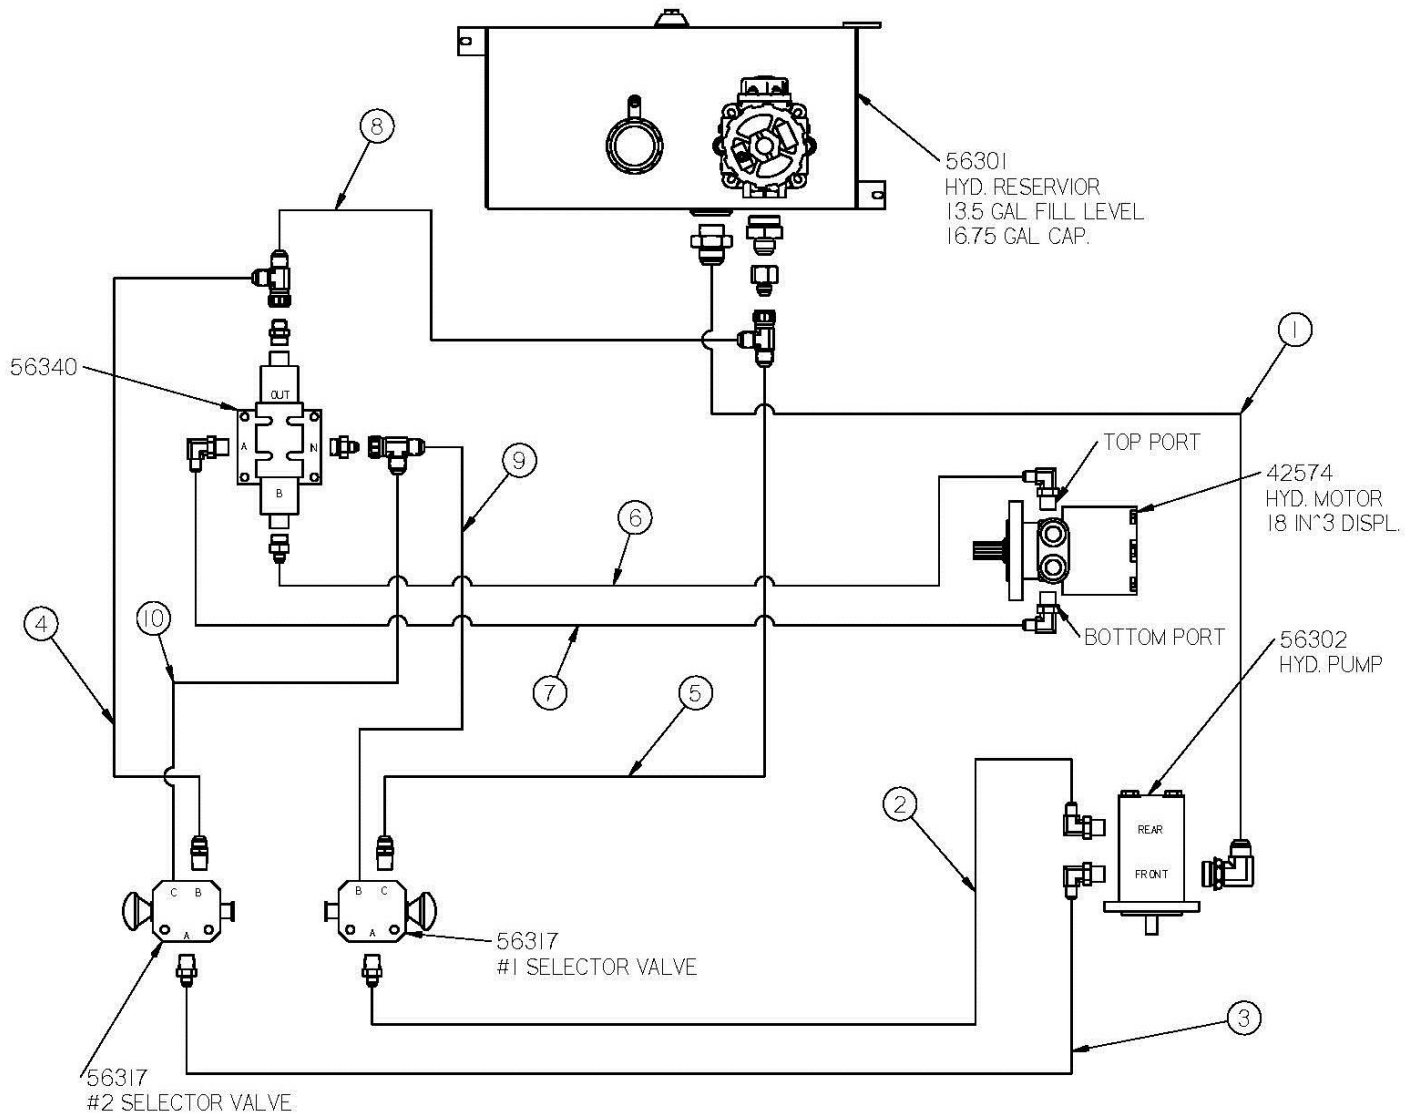 8
56301
HYD. RESERVIOR
13.5 GAL FILL LEVEL
16.75 GAL CAP.
1
56340
OUT
A
IN
B
9
TOP PORT
42574
HYD. MOTOR
18 IN^3 DISPL.
6
4
10
BOTTOM PORT
56302
HYD. PUMP
7
5
2
REAR
FRONT
C B
A
B C
A
56317
#1 SELECTOR VALVE
3
56317
#2 SELECTOR VALVE